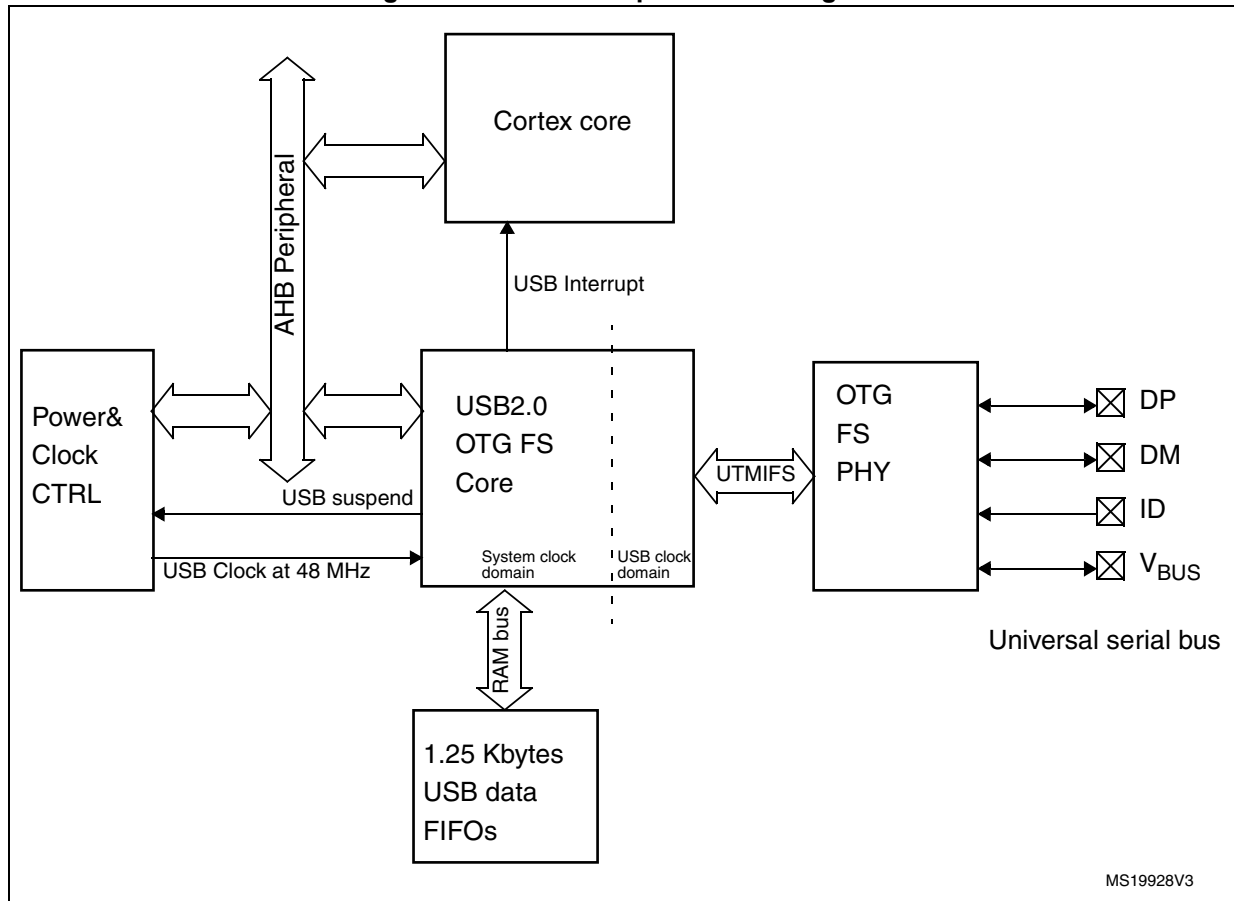 Cortex core
AHB Peripheral
USB Interrupt
Power&
Clock
CTRL
USB2.0
OTG FS
Core
System clock
domain
USB clock
domain
USB suspend
USB Clock at 48 MHz
UTMIFS
OTG
FS
PHY
DP
DM
ID
VBUS
Universal serial bus
RAM bus
1.25 Kbytes
USB data
FIFOs
MS19928V3